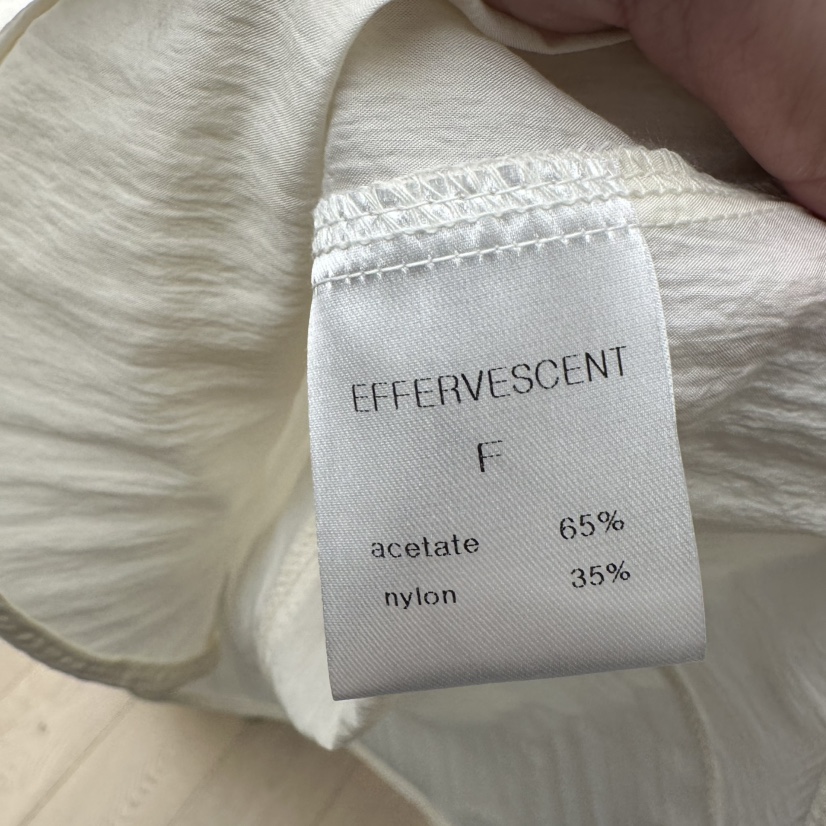 EFFERVESCENT
F
acetate 65%
nylon 35%